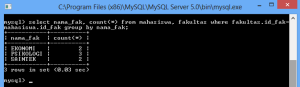 C:\Program Files (x86)\MySQL\MySQL Server 5.0\bin\mysql.exe
mysql> select nama_fak, count(*) from mahasiswa, fakultas where fakultas.id_fak=
mahasiswa.id_fak group by nama_fak;
+-----------+----------+
| nama_fak | count(*) |
+-----------+----------+
| EKONOMI | 2 |
| PSIKOLOGI | 3 |
| SAINTEK | 2 |
+-----------+----------+
3 rows in set (0.03 sec)
mysql> _